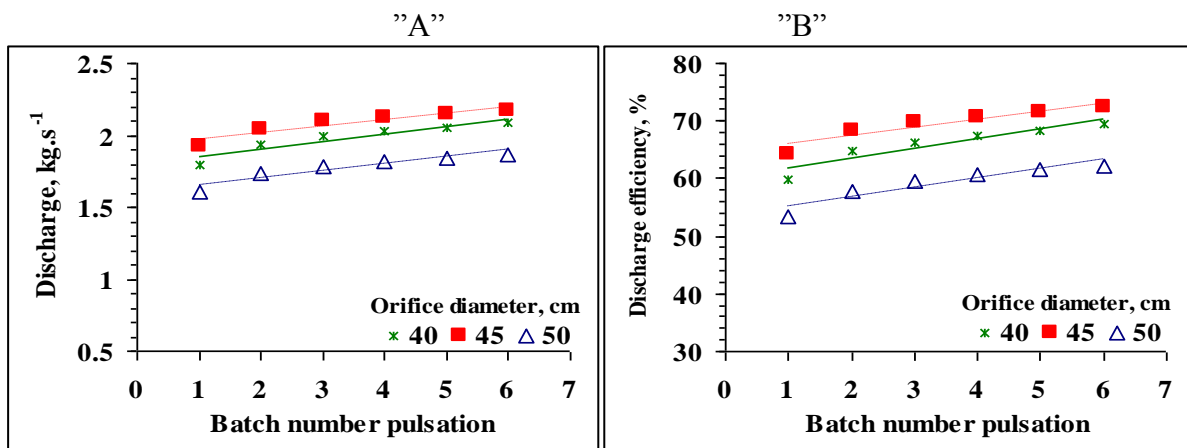 ”A” ”B”
Discharge, kg.s⁻¹
2.5
2
1.5
1
0.5
Orifice diameter, cm
40 45 50
0 1 2 3 4 5 6 7
Batch number pulsation
Discharge efficiency, %
80
70
60
50
40
30
Orifice diameter, cm
40 45 50
0 1 2 3 4 5 6 7
Batch number pulsation